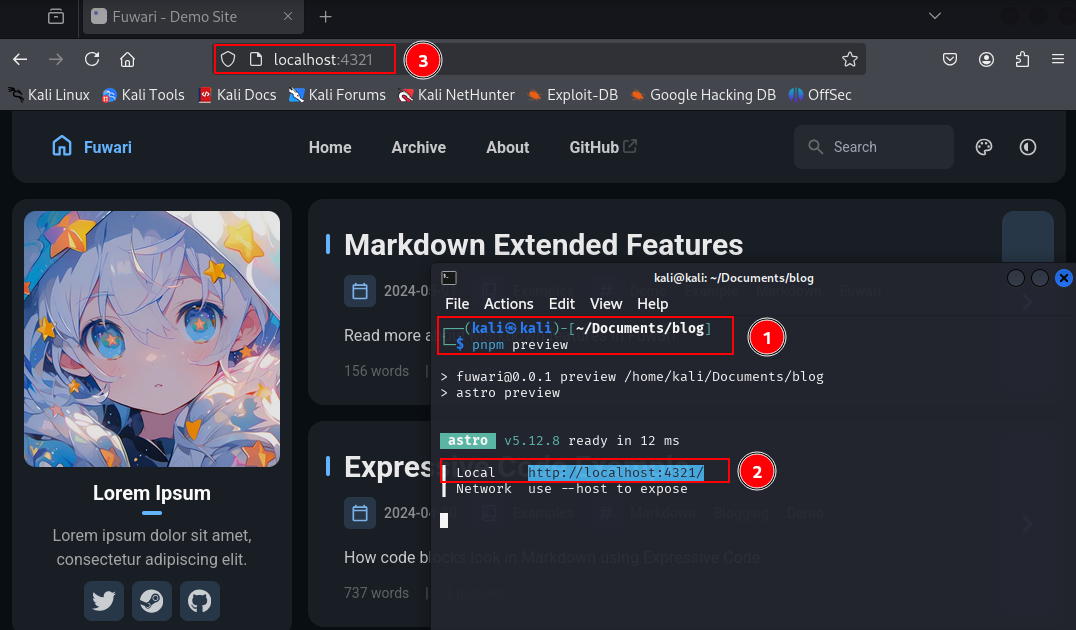 Fuwari - Demo Site
localhost:4321
3
Kali Linux Kali Tools Kali Docs Kali Forums Kali NetHunter Exploit-DB Google Hacking DB OffSec
Fuwari Home Archive About GitHub Search
Markdown Extended Features
2024-0
Read more a
156 words |
Expres
2024-04
How code blocks look in Markdown using Expressive Code
737 words |
Lorem Ipsum
Lorem ipsum dolor sit amet,
consectetur adipiscing elit.
kali@kali: ~/Documents/blog
File Actions Edit View Help
┌──(kali㉿kali)-[~/Documents/blog]
└─$ pnpm preview
1
> fuwari@0.0.1 preview /home/kali/Documents/blog
> astro preview
astro v5.12.8 ready in 12 ms
┃ Local http://localhost:4321/
2
┃ Network use --host to expose
Examples # Markdown Blogging Demo